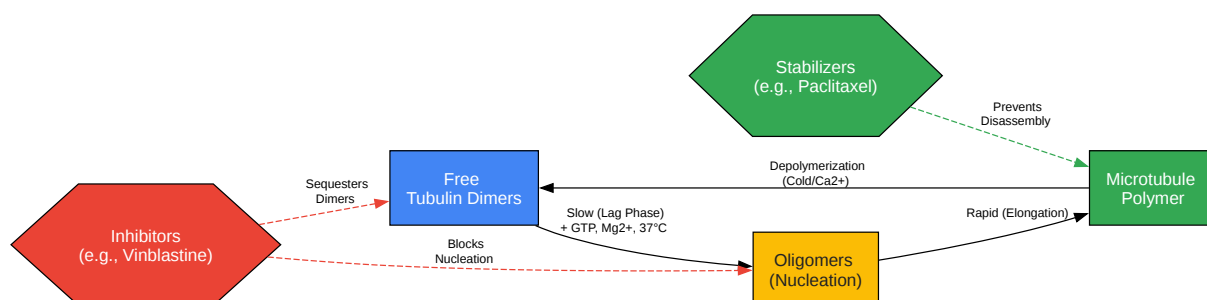 Stabilizers
(e.g., Paclitaxel)
Prevents
Disassembly
Depolymerization
(Cold/Ca2+)
Free
Tubulin Dimers
Microtubule
Polymer
Sequesters
Dimers
Slow (Lag Phase)
+ GTP, Mg2+, 37°C
Rapid (Elongation)
Inhibitors
(e.g., Vinblastine)
Blocks
Nucleation
Oligomers
(Nucleation)